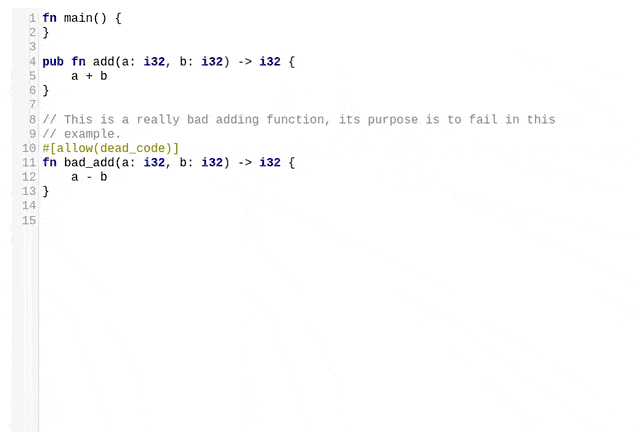 1 fn main() {
2 }
3
4 pub fn add(a: i32, b: i32) -> i32 {
5     a + b
6 }
7
8 // This is a really bad adding function, its purpose is to fail in this
9 // example.
10 #[allow(dead_code)]
11 fn bad_add(a: i32, b: i32) -> i32 {
12     a - b
13 }
14
15